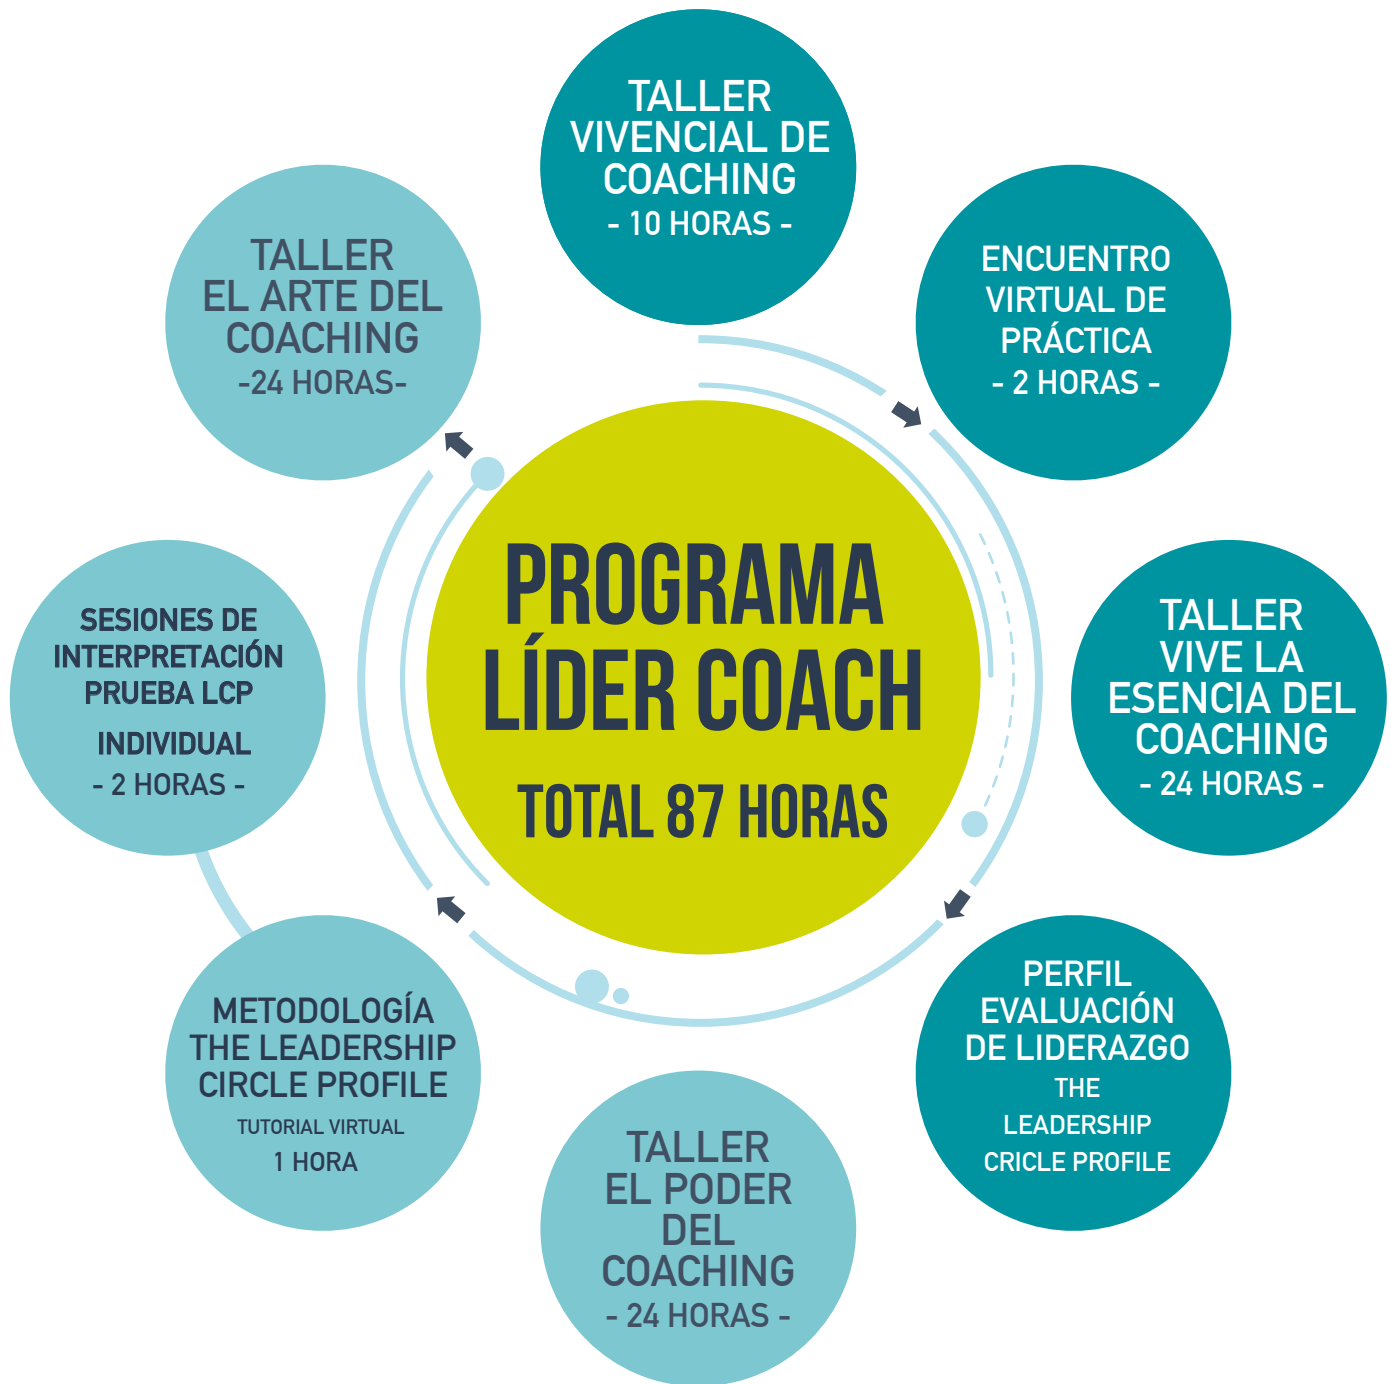 TALLER
VIVENCIAL DE
COACHING
- 10 HORAS -
ENCUENTRO
VIRTUAL DE
PRÁCTICA
- 2 HORAS -
TALLER
VIVE LA
ESENCIA DEL
COACHING
- 24 HORAS -
PERFIL
EVALUACIÓN
DE LIDERAZGO
THE
LEADERSHIP
CRICLE PROFILE
TALLER
EL PODER
DEL
COACHING
- 24 HORAS -
METODOLOGÍA
THE LEADERSHIP
CIRCLE PROFILE
TUTORIAL VIRTUAL
1 HORA
SESIONES DE
INTERPRETACIÓN
PRUEBA LCP
INDIVIDUAL
- 2 HORAS -
TALLER
EL ARTE DEL
COACHING
-24 HORAS-
PROGRAMA
LÍDER COACH
TOTAL 87 HORAS